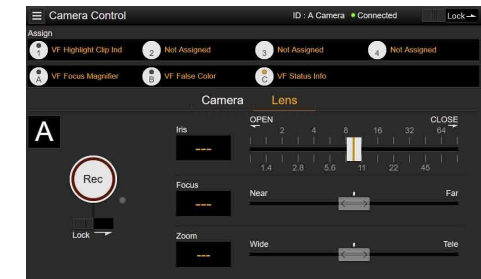 Camera Control
ID : A Camera • Connected
Lock
Assign
1 VF Highlight Clip Ind
2 Not Assigned
3 Not Assigned
4 Not Assigned
A VF Focus Magnifier
B VF False Color
C VF Status Info
Camera Lens
A
Rec
Lock
Iris
---
OPEN CLOSE
2 4 8 16 32 64
1.4 2.8 5.6 11 22 45
Focus
---
Near Far
Zoom
---
Wide Tele